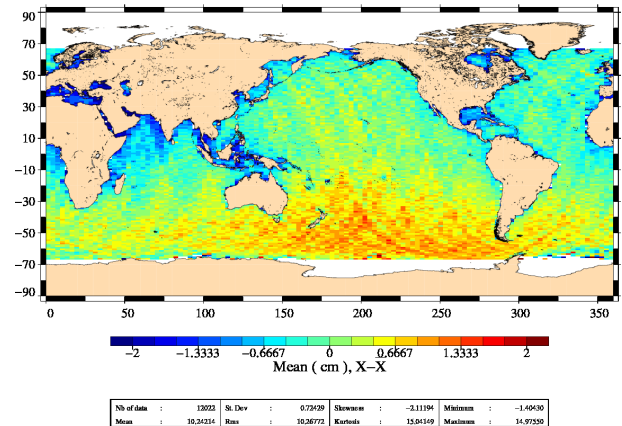 90
70
50
30
10
−10
−30
−50
−70
−90
0 50 100 150 200 250 300 350
−2 −1.3333 −0.6667 0 0.6667 1.3333 2
Mean ( cm ), X−X
Nb of data : 12022 St. Dev : 0.72429 Skewness : −2.11194 Minimum : −1.40430
Mean : 10.24214 Rms : 10.26772 Kurtosis : 15.04149 Maximum : 14.97550